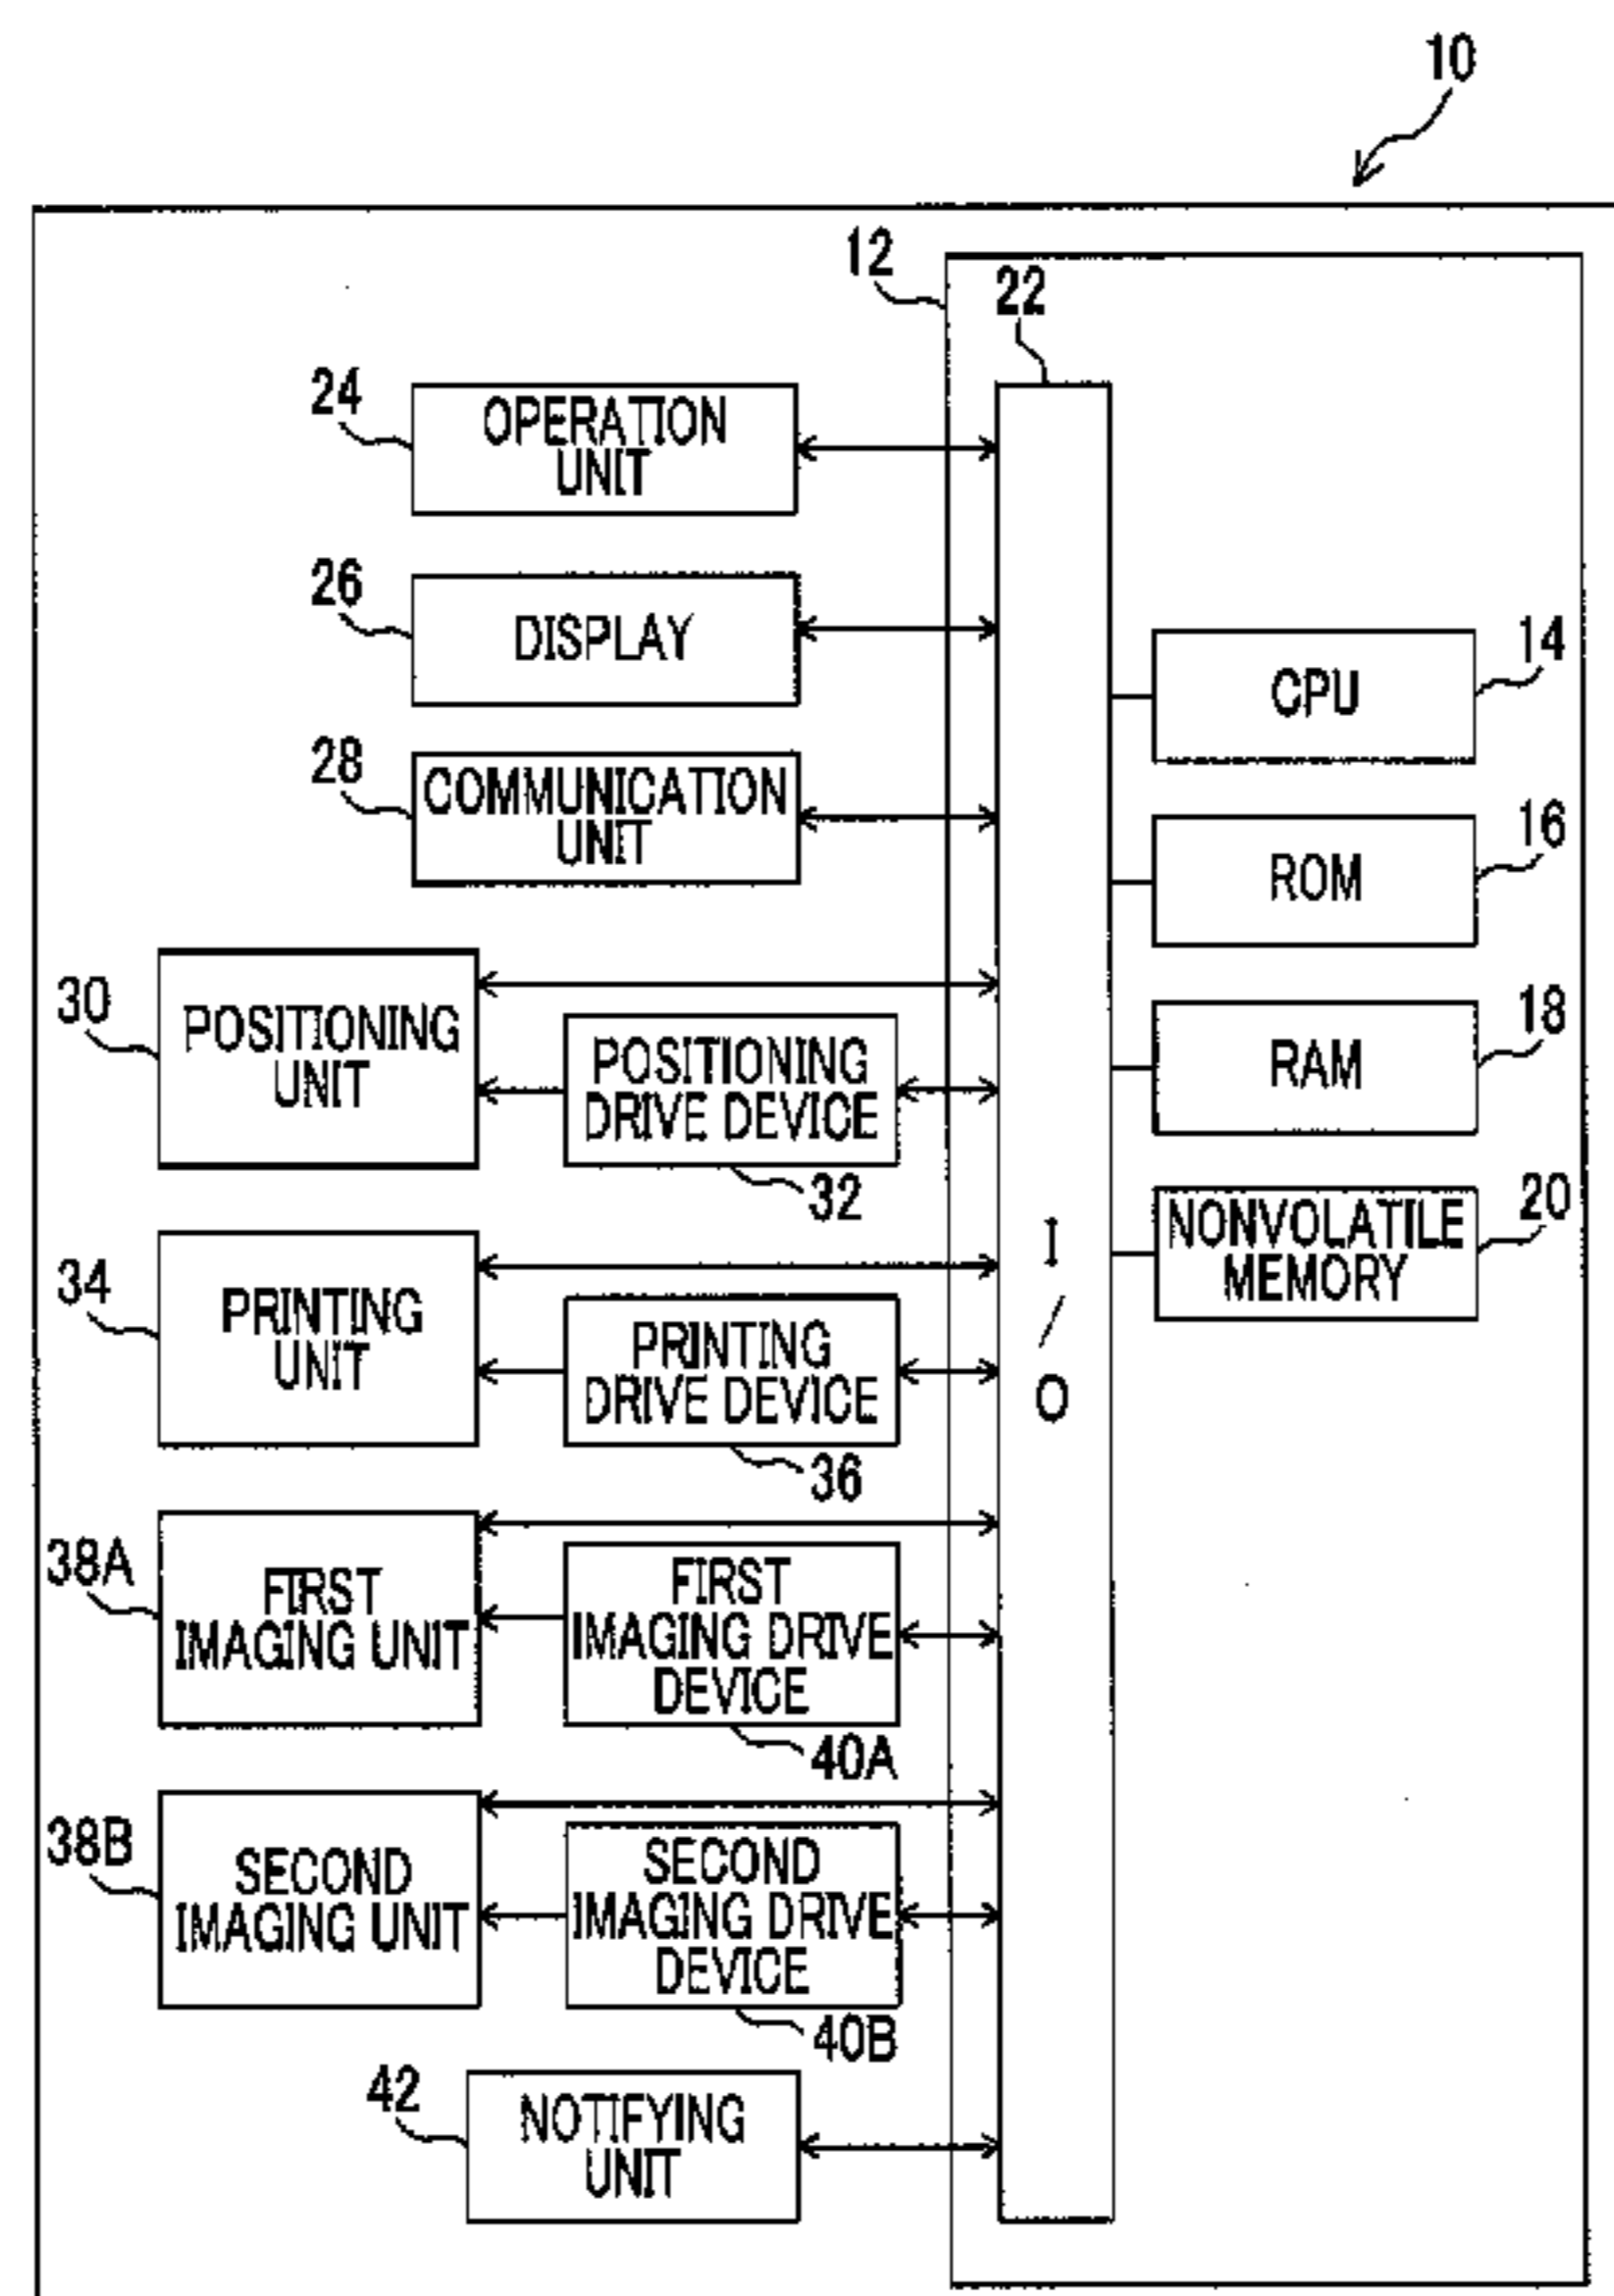 10
12
22
24
OPERATION
UNIT
26
DISPLAY
14
CPU
28
COMMUNICATION
UNIT
16
ROM
30
POSITIONING
UNIT
POSITIONING
DRIVE DEVICE
32
18
RAM
20
NONVOLATILE
MEMORY
I/O
34
PRINTING
UNIT
PRINTING
DRIVE DEVICE
36
38A
FIRST
IMAGING UNIT
FIRST
IMAGING DRIVE
DEVICE
40A
38B
SECOND
IMAGING UNIT
SECOND
IMAGING DRIVE
DEVICE
40B
42
NOTIFYING
UNIT